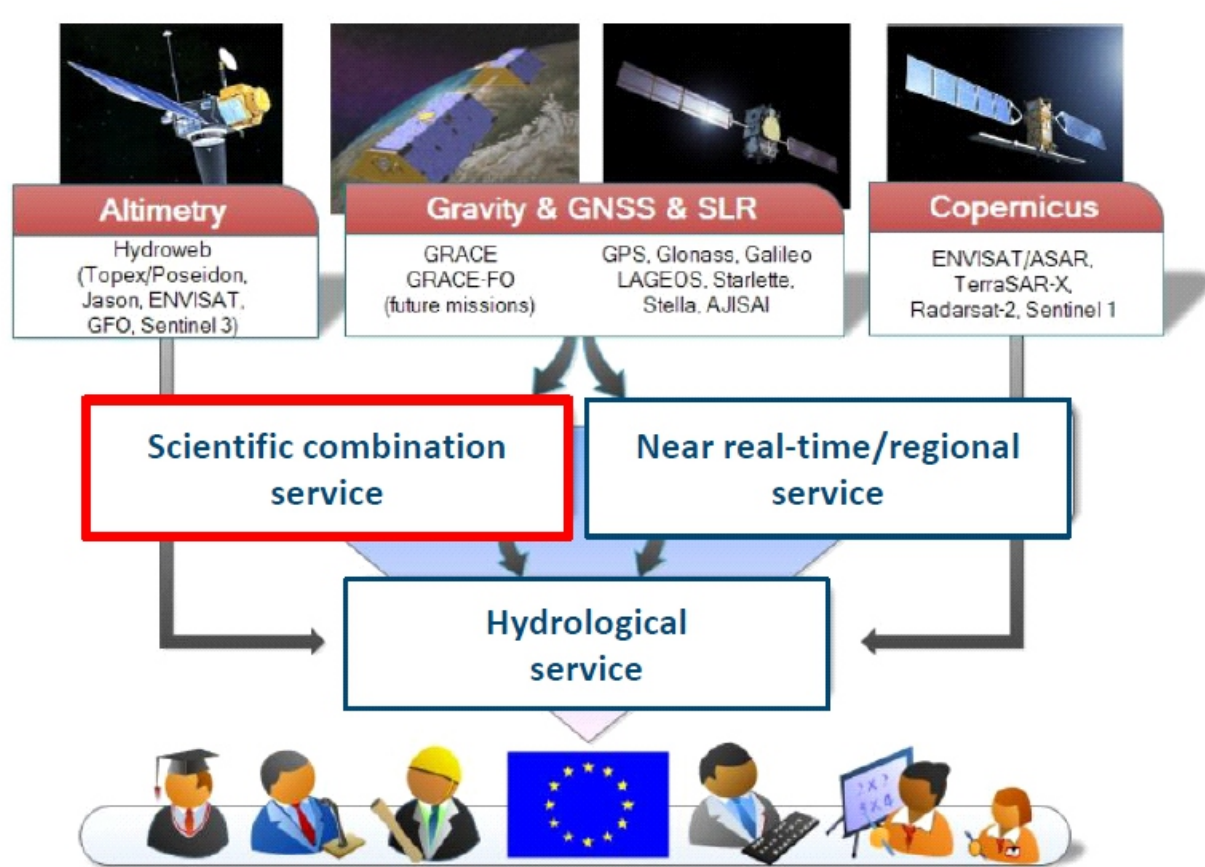 Altimetry
Hydroweb
(Topex/Poseidon,
Jason, ENVISAT,
GFO, Sentinel 3)
Gravity & GNSS & SLR
GRACE
GRACE-FO
(future missions)
GPS, Glonass, Galileo
LAGEOS, Starlette,
Stella, AJISAI
Copernicus
ENVISAT/ASAR,
TerraSAR-X,
Radarsat-2, Sentinel 1
Scientific combination
service
Near real-time/regional
service
Hydrological
service